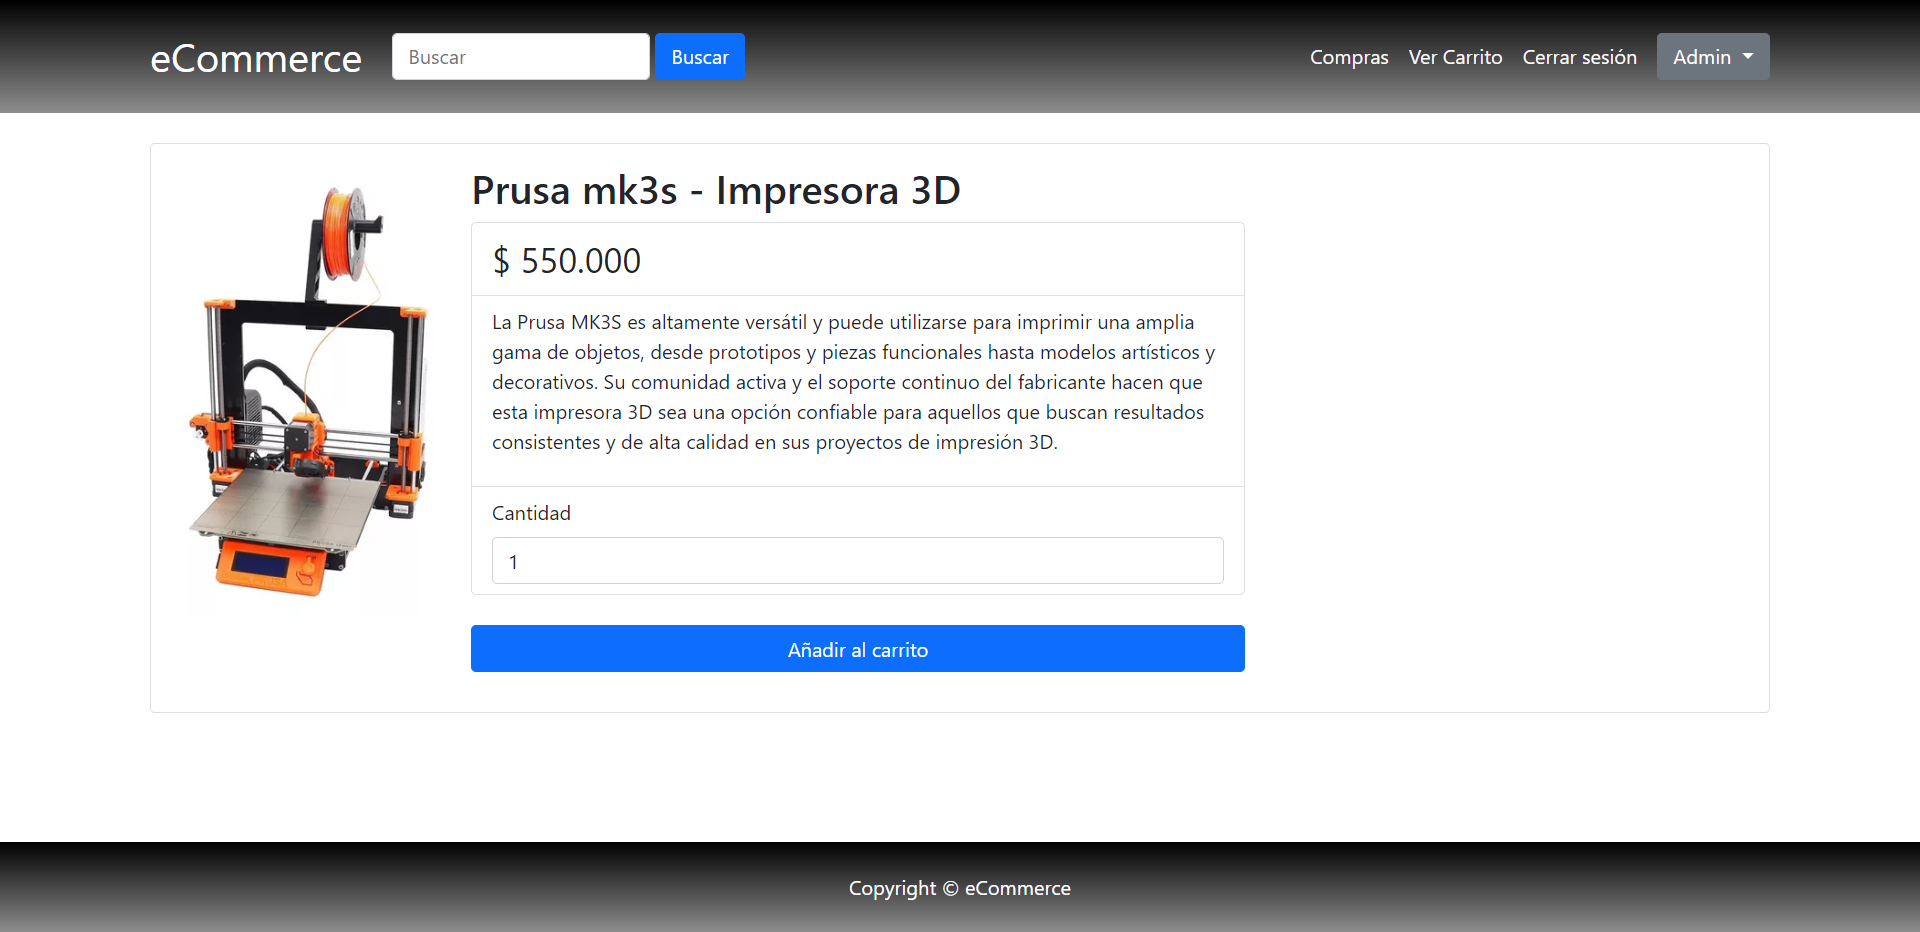 eCommerce
Buscar
Buscar
Compras
Ver Carrito
Cerrar sesión
Admin
Prusa mk3s - Impresora 3D
$ 550.000
La Prusa MK3S es altamente versátil y puede utilizarse para imprimir una amplia
gama de objetos, desde prototipos y piezas funcionales hasta modelos artísticos y
decorativos. Su comunidad activa y el soporte continuo del fabricante hacen que
esta impresora 3D sea una opción confiable para aquellos que buscan resultados
consistentes y de alta calidad en sus proyectos de impresión 3D.
Cantidad
1
Añadir al carrito
Copyright © eCommerce